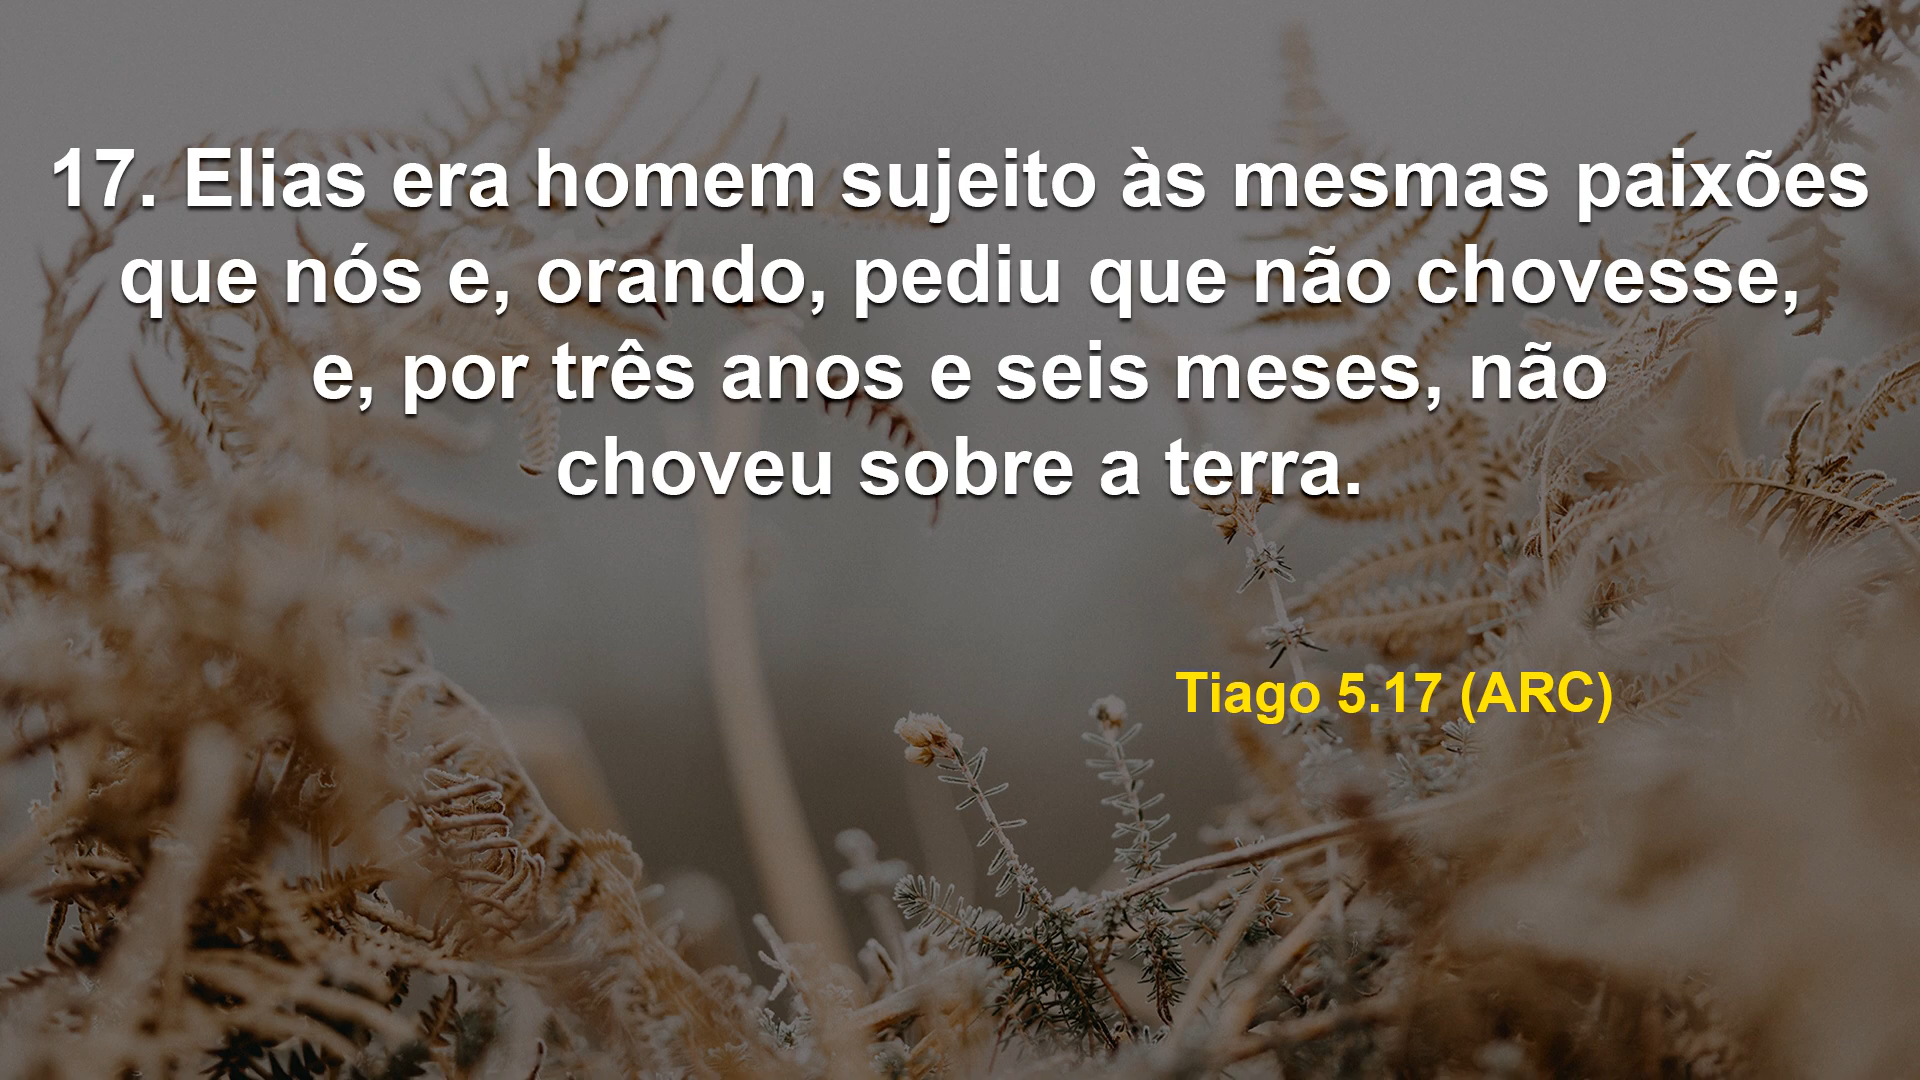 17. Elias era homem sujeito às mesmas paixões
que nós e, orando, pediu que não chovesse,
e, por três anos e seis meses, não
choveu sobre a terra.
Tiago 5.17 (ARC)